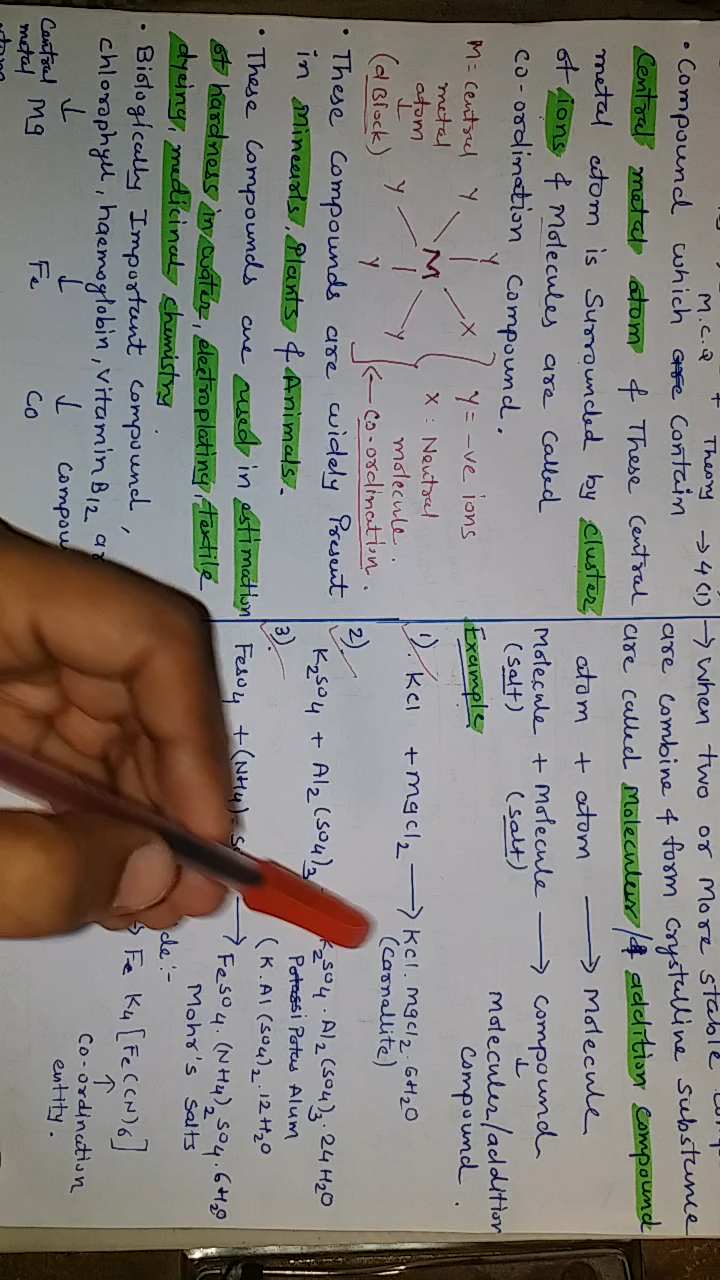 M.C.Q + Theory → 4(1)
• Compound which are contain
Central metal atom & These central
metal atom is Surrounded by cluster
of ions & Molecules are called
co-ordination compound.
M = central
metal
atom
↓
(d Block)
Y Y
Y M X
Y Y
Y = -ve ions
X = Neutral
molecule.
← co-ordination.
• These compounds are widely Present
in minerals, Plants & Animals.
• These compounds are used in estimation
of hardness in water, electroplating, textile
dyeing, medicinal chemistry.
• Biologically Important compound,
chlorophyll, haemoglobin, vitamin B12
↓ ↓ ↓
Central Mg Fe Co
metal
→ When two or more stable
are combine & form crystalline substance
are called Molecules/& addition compound
atom + atom → Molecule
Molecule + Molecule → compound
(salt) (salt) ↓
molecules/addition
compound.
Example
1). KCl + MgCl2 → KCl.MgCl2.6H2O
(Carnallite)
2). K2SO4 + Al2(SO4)3 K2SO4.Al2(SO4)3.24H2O
Potassi Potas Alum
(K.Al(SO4)2.12H2O
3). FeSO4 + (NH4)2 → FeSO4.(NH4)2SO4.6H2O
Mohr's Salts
de:-
Fe K4[Fe(CN)6]
↑
Co-ordination
entity.